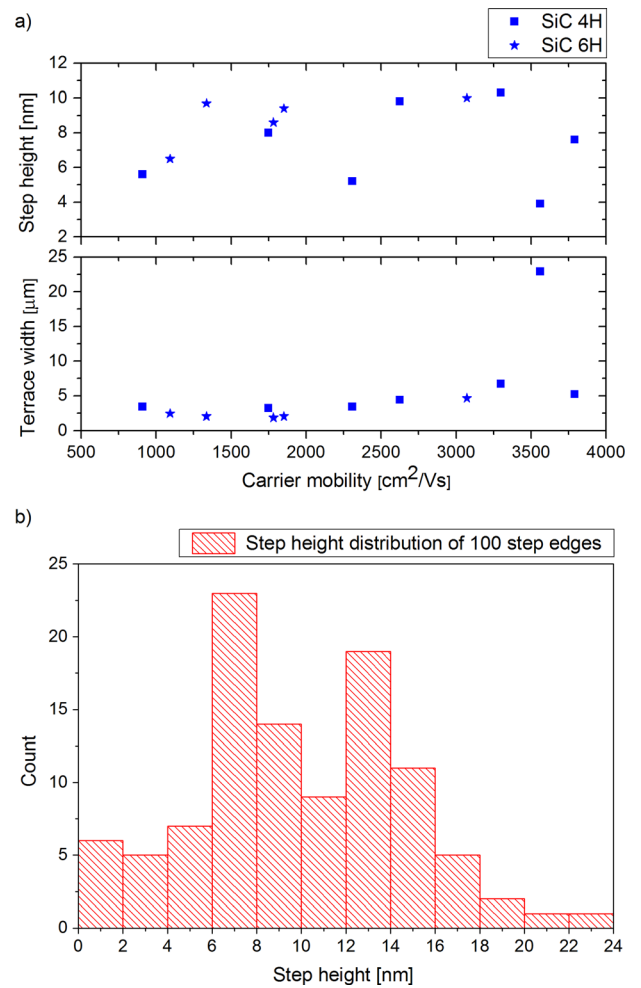 a)
SiC 4H
SiC 6H
12
10
8
6
4
2
Step height [nm]
25
20
15
10
5
0
Terrace width [µm]
500 1000 1500 2000 2500 3000 3500 4000
Carrier mobility [cm²/Vs]
b)
Step height distribution of 100 step edges
25
20
15
10
5
0
Count
0 2 4 6 8 10 12 14 16 18 20 22 24
Step height [nm]